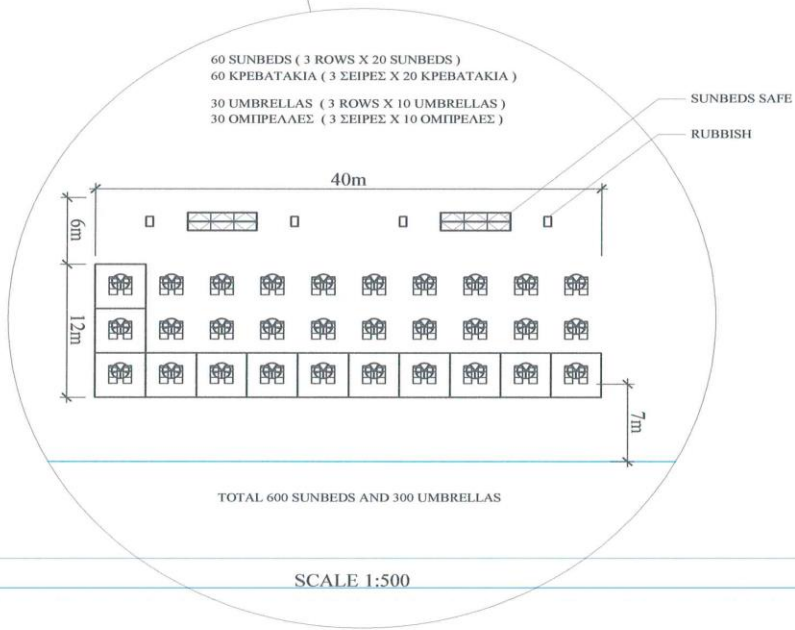 60 SUNBEDS ( 3 ROWS X 20 SUNBEDS )
60 ΚΡΕΒΑΤΑΚΙΑ ( 3 ΣΕΙΡΕΣ X 20 ΚΡΕΒΑΤΑΚΙΑ )
30 UMBRELLAS ( 3 ROWS X 10 UMBRELLAS )
30 ΟΜΠΡΕΛΛΕΣ ( 3 ΣΕΙΡΕΣ X 10 ΟΜΠΡΕΛΕΣ )
SUNBEDS SAFE
RUBBISH
40m
6m
12m
7m
TOTAL 600 SUNBEDS AND 300 UMBRELLAS
SCALE 1:500